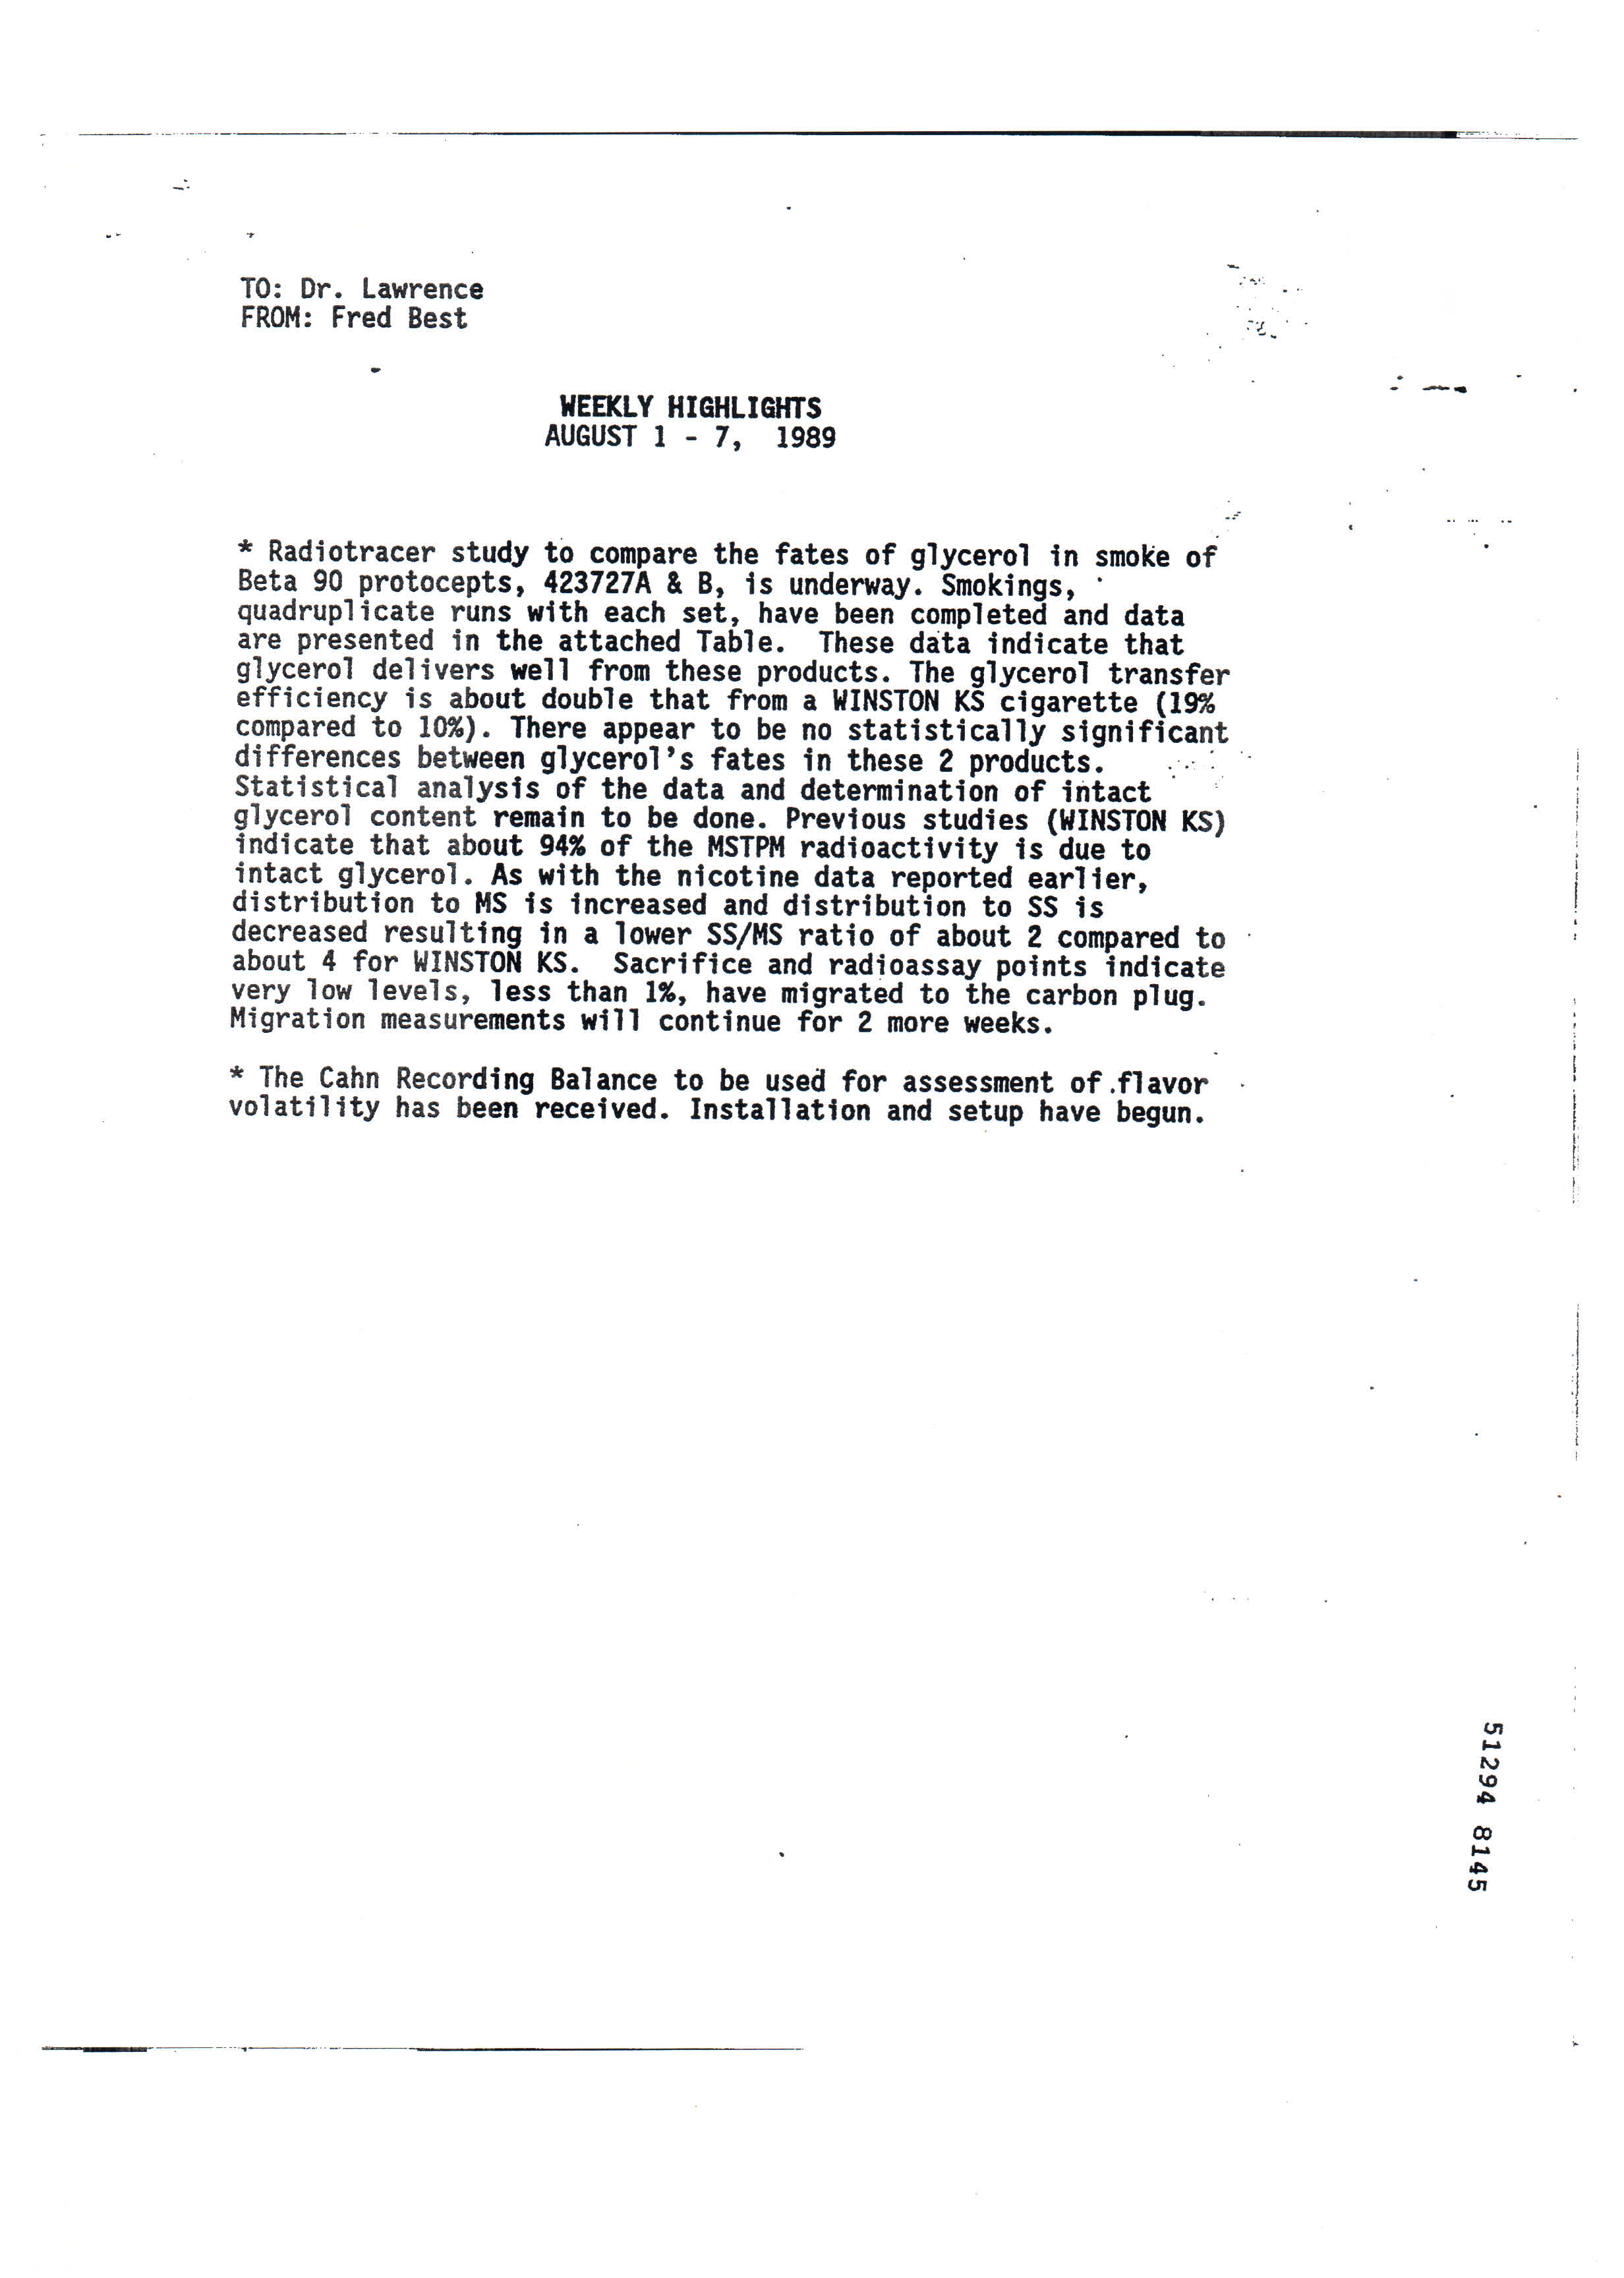 TO: Dr. Lawrence
FROM: Fred Best
WEEKLY HIGHLIGHTS
AUGUST 1 - 7, 1989
* Radiotracer study to compare the fates of glycerol in smoke of
Beta 90 protocepts, 423727A & B, is underway. Smokings,
quadruplicate runs with each set, have been completed and data
are presented in the attached Table. These data indicate that
glycerol delivers well from these products. The glycerol transfer
efficiency is about double that from a WINSTON KS cigarette (19%
compared to 10%). There appear to be no statistically significant
differences between glycerol's fates in these 2 products.
Statistical analysis of the data and determination of intact
glycerol content remain to be done. Previous studies (WINSTON KS)
indicate that about 94% of the MSTPM radioactivity is due to
intact glycerol. As with the nicotine data reported earlier,
distribution to MS is increased and distribution to SS is
decreased resulting in a lower SS/MS ratio of about 2 compared to
about 4 for WINSTON KS. Sacrifice and radioassay points indicate
very low levels, less than 1%, have migrated to the carbon plug.
Migration measurements will continue for 2 more weeks.
* The Cahn Recording Balance to be used for assessment of flavor
volatility has been received. Installation and setup have begun.
51294 8145